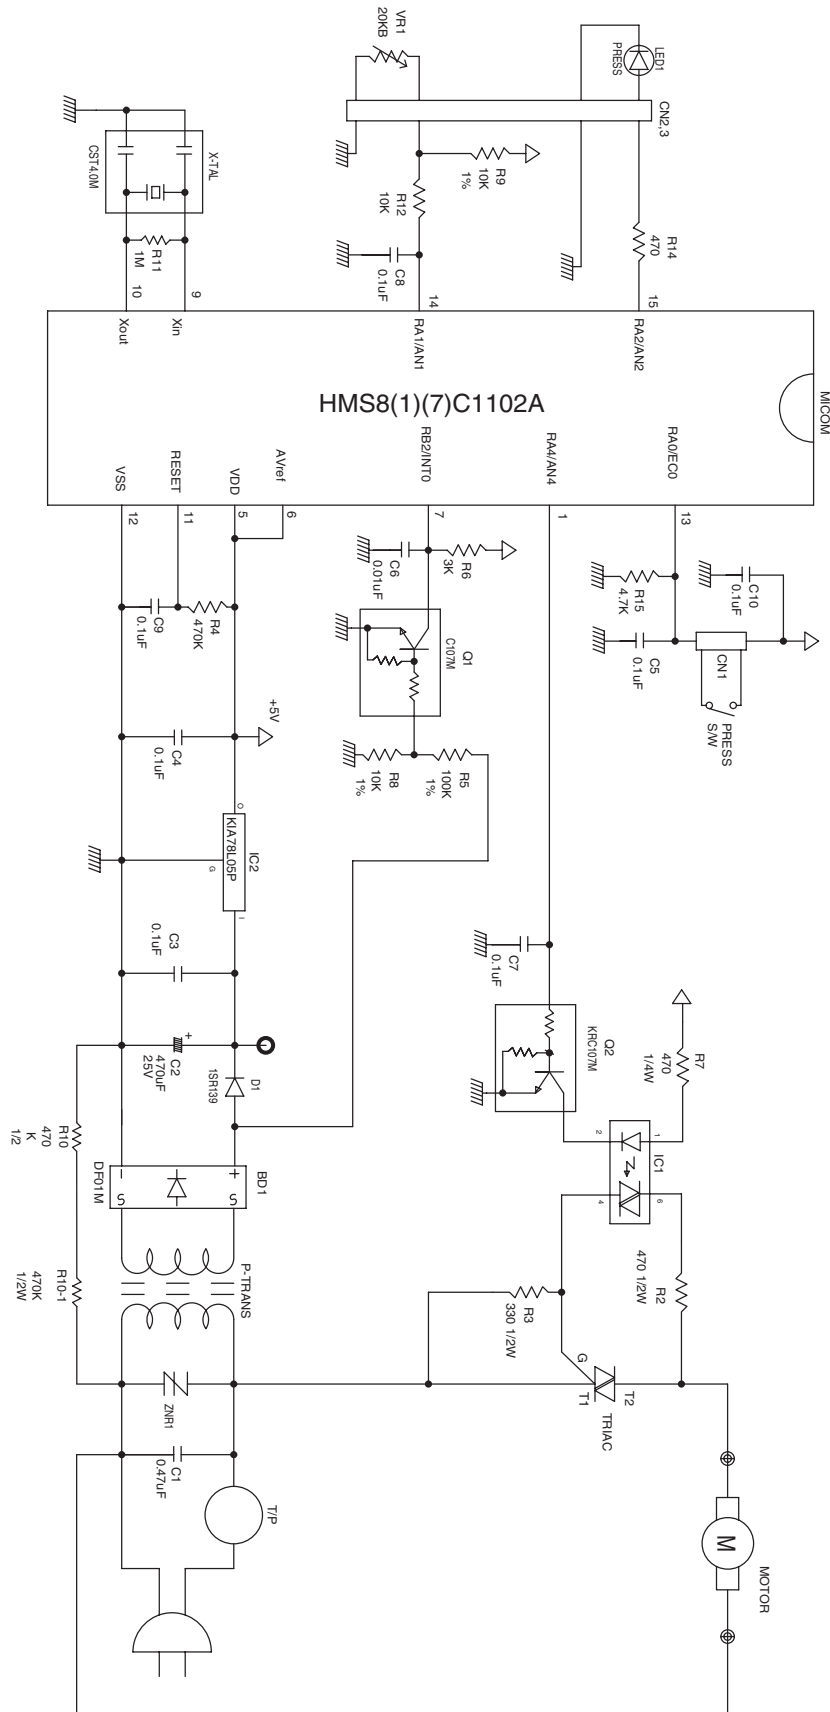 VR1
20KB
LED1
PRESS
CN2,3
X-TAL
CST4.0M
R9
10K
1%
R12
10K
R14
470
R11
1M
C8
0.1uF
10
9
14
15
Xout
Xin
RA1/AN1
RA2/AN2
MICOM
HMS8(1)(7)C1102A
VSS
RESET
VDD
AVref
RB2/INT0
RA4/AN4
RA0/EC0
12
11
5
6
7
1
13
C10
0.1uF
R15
4.7K
C6
0.01uF
R6
3K
C9
0.1uF
R4
470K
Q1
C107M
C5
0.1uF
CN1
PRESS
S/W
+5V
C4
0.1uF
R8
10K
1%
R5
100K
1%
O
IC2
KIA78L05P
G
I
C3
0.1uF
C7
0.1uF
Q2
KRC107M
R7
470
1/4W
+
C2
470uF
25V
D1
1SR139
R10
470
K
1/2
1
2
IC1
4
6
BD1
DF01M
+
-
S
S
P-TRANS
R10-1
470K
1/2W
R3
330 1/2W
R2
470 1/2W
G
T1
T2
TRIAC
ZNR1
C1
0.47uF
T/P
M
MOTOR